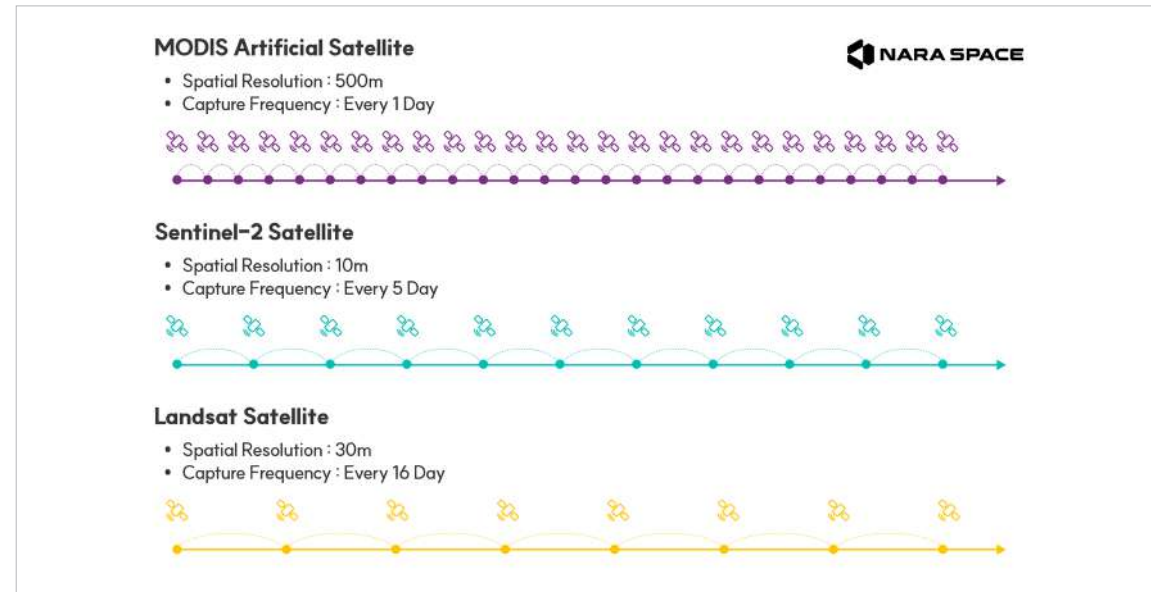 MODIS Artificial Satellite
NARA SPACE
• Spatial Resolution : 500m
• Capture Frequency : Every 1 Day
Sentinel-2 Satellite
• Spatial Resolution : 10m
• Capture Frequency : Every 5 Day
Landsat Satellite
• Spatial Resolution : 30m
• Capture Frequency : Every 16 Day